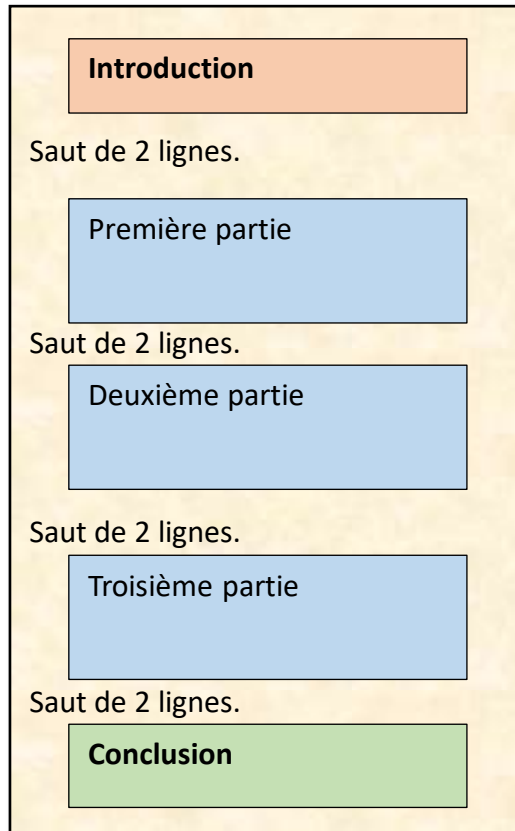 Introduction
Saut de 2 lignes.
Première partie
Saut de 2 lignes.
Deuxième partie
Saut de 2 lignes.
Troisième partie
Saut de 2 lignes.
Conclusion